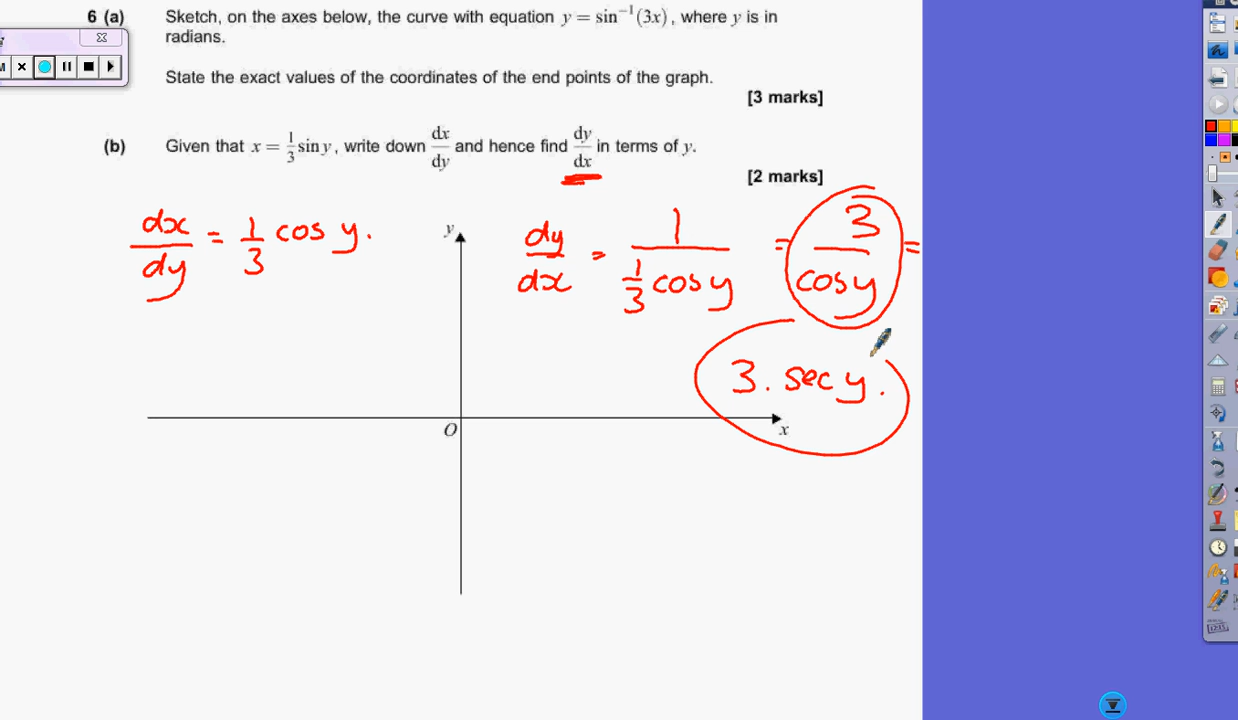 6 (a) Sketch, on the axes below, the curve with equation y = sin⁻¹(3x), where y is in
radians.
State the exact values of the coordinates of the end points of the graph.
[3 marks]
(b) Given that x = 1/3 sin y, write down dx/dy and hence find dy/dx in terms of y.
[2 marks]
dx/dy = 1/3 cos y.
dy/dx = 1/(1/3 cos y) = 3/cos y =
3. sec y.
y
O
x